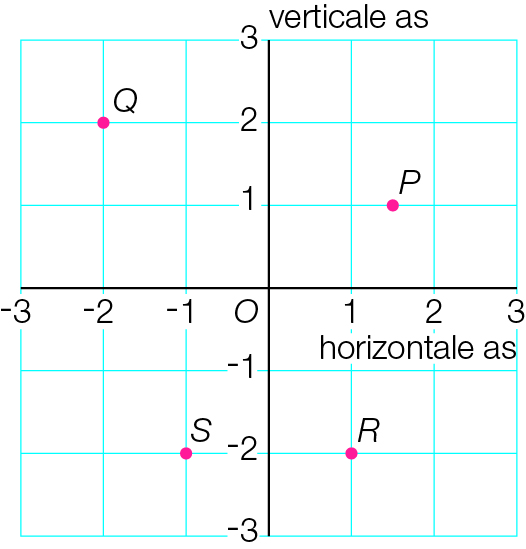 verticale as
3
Q
2
P
1
-3 -2 -1 O 1 2 3
horizontale as
-1
S R
-2
-3